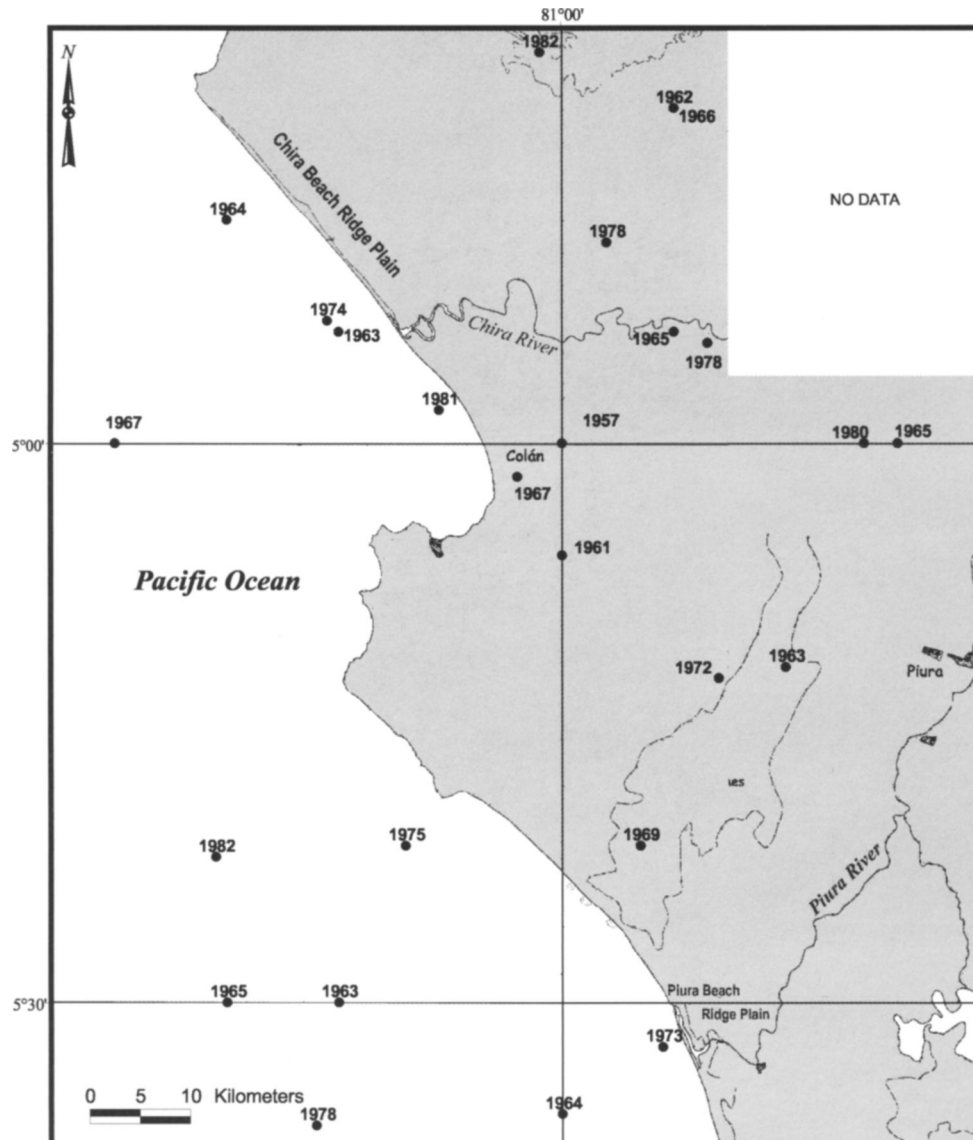 81°00'
N
1982
1962
1966
Chira Beach Ridge Plain
NO DATA
1964
1978
1974
1963
Chira River
1965
1978
1981
1967
1957
1980
1965
5°00'
Colán
1967
1961
Pacific Ocean
1972
1963
Piura
ues
1982
1975
1969
Piura River
1965
1963
5°30'
Piura Beach
Ridge Plain
1973
0 5 10 Kilometers
1978
1964